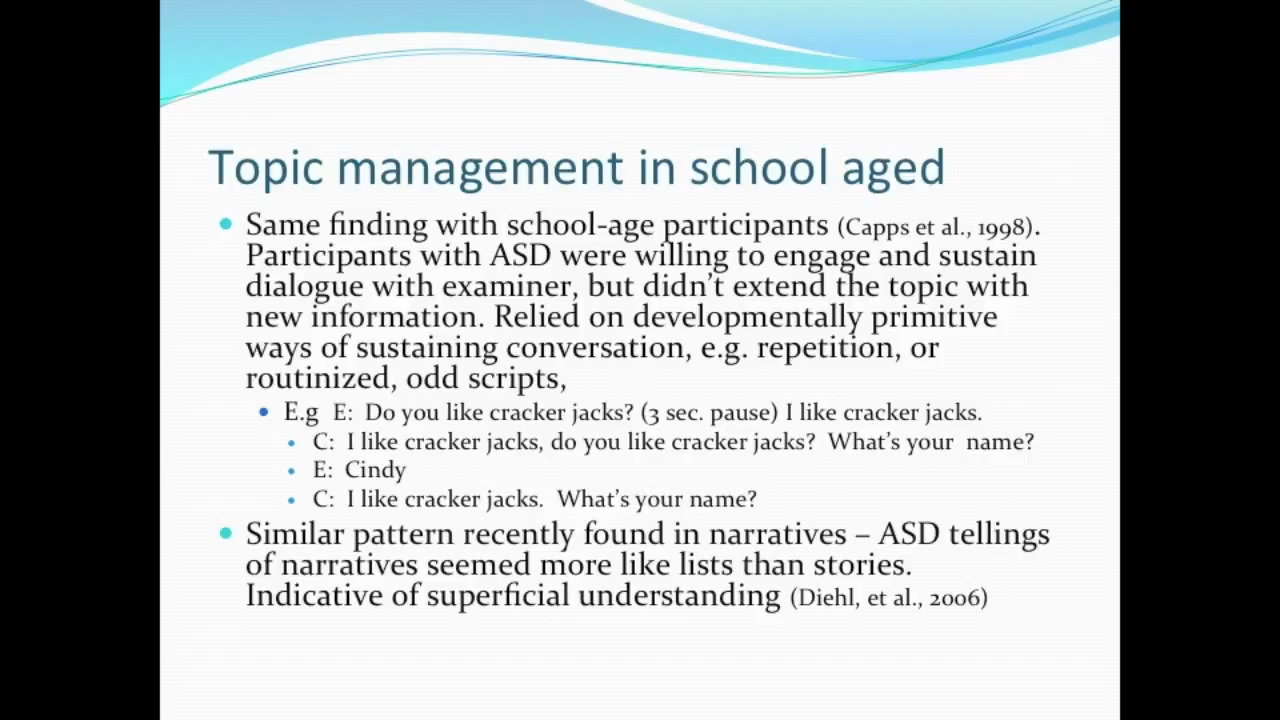 Topic management in school aged
Same finding with school-age participants (Capps et al., 1998).
Participants with ASD were willing to engage and sustain
dialogue with examiner, but didn't extend the topic with
new information. Relied on developmentally primitive
ways of sustaining conversation, e.g. repetition, or
routinized, odd scripts,
E.g E: Do you like cracker jacks? (3 sec. pause) I like cracker jacks.
C: I like cracker jacks, do you like cracker jacks? What's your name?
E: Cindy
C: I like cracker jacks. What's your name?
Similar pattern recently found in narratives – ASD tellings
of narratives seemed more like lists than stories.
Indicative of superficial understanding (Diehl, et al., 2006)